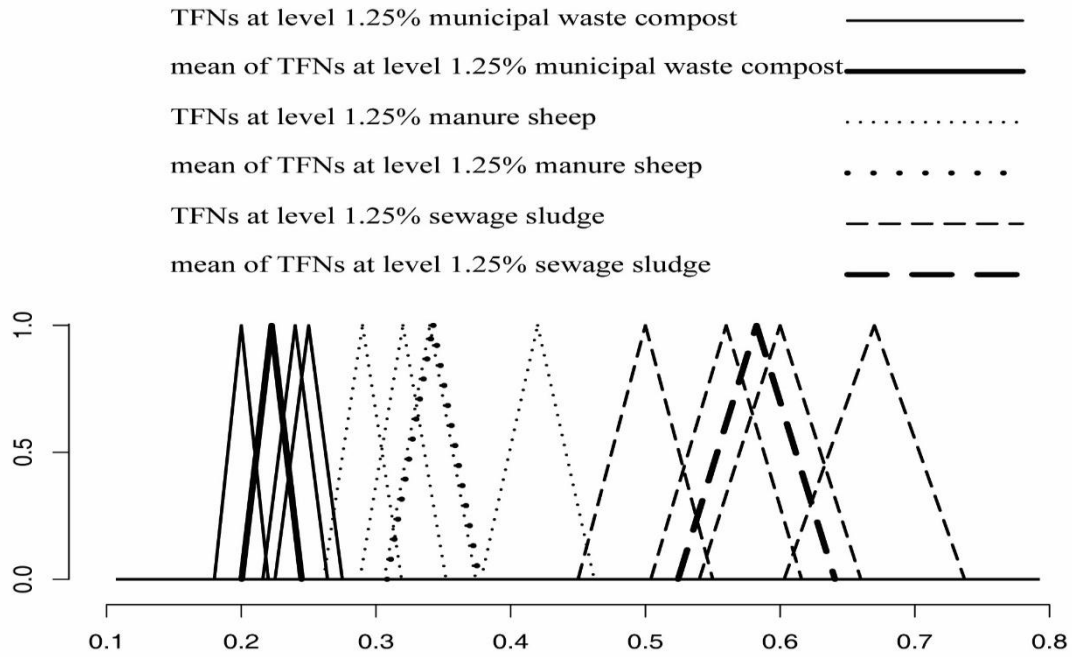 TFNs at level 1.25% municipal waste compost
mean of TFNs at level 1.25% municipal waste compost
TFNs at level 1.25% manure sheep
mean of TFNs at level 1.25% manure sheep
TFNs at level 1.25% sewage sludge
mean of TFNs at level 1.25% sewage sludge
1.0
0.5
0.0
0.1 0.2 0.3 0.4 0.5 0.6 0.7 0.8